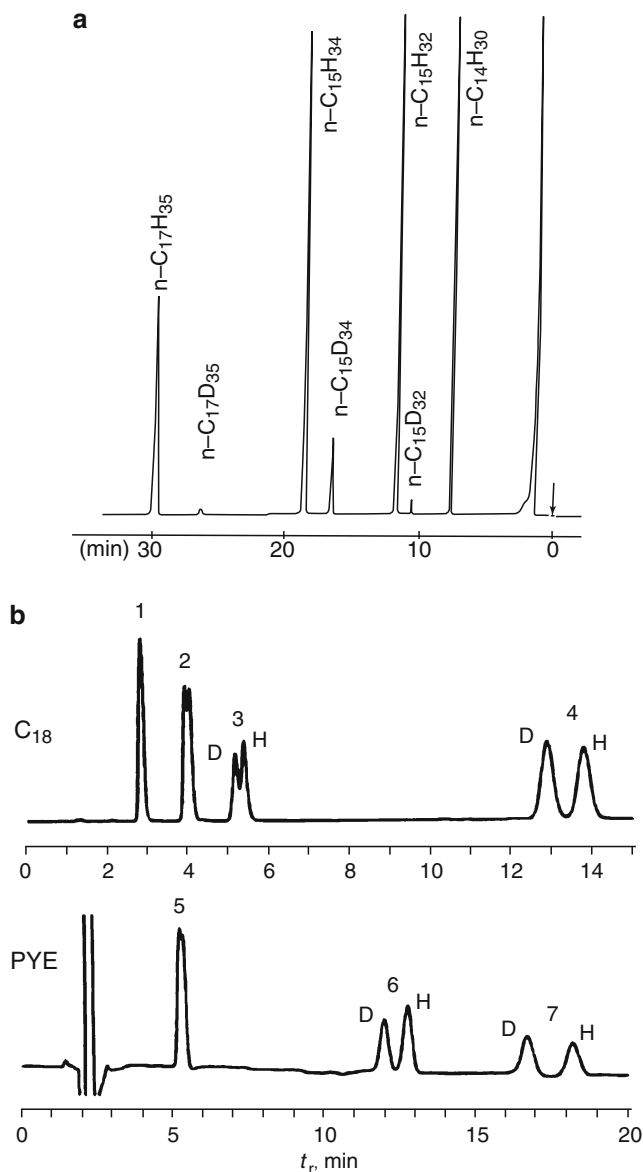 a
n–C17H35
n–C17D35
n–C15H34
n–C15D34
n–C15H32
n–C15D32
n–C14H30
(min) 30 20 10 0
b
C18
1
2
3
D H
4
D H
0 2 4 6 8 10 12 14
PYE
5
6
D H
7
D H
0 5 10 15 20
tr, min